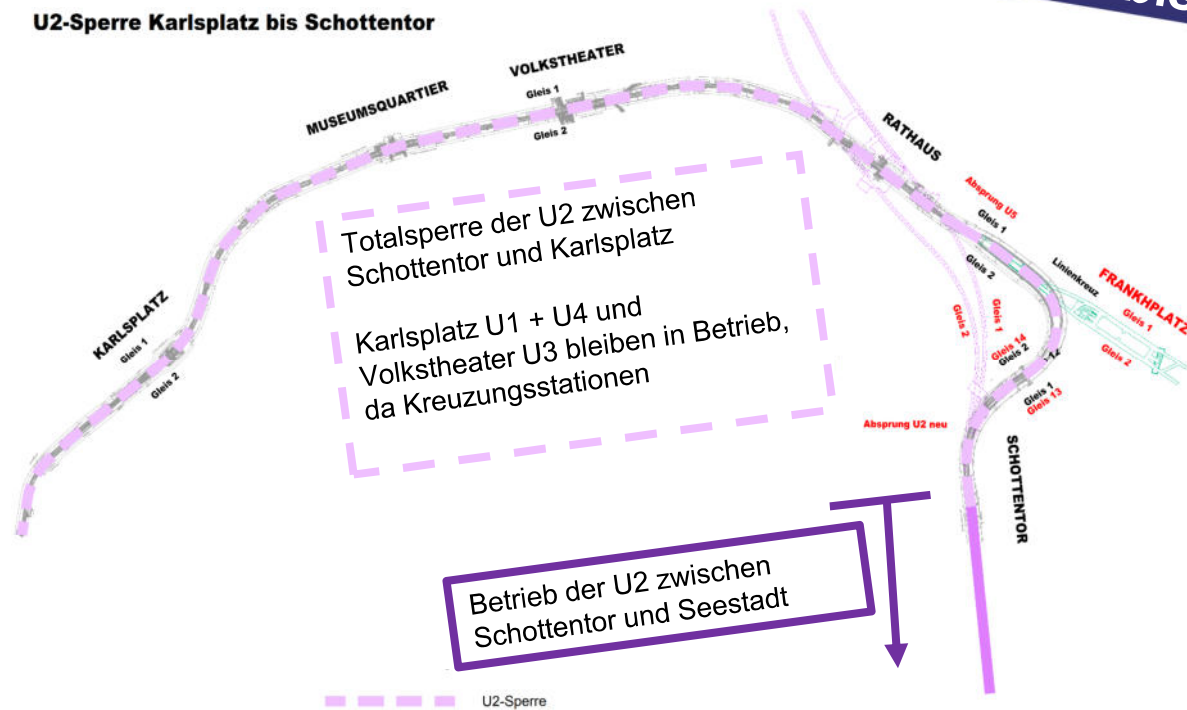 U2-Sperre Karlsplatz bis Schottentor
VOLKSTHEATER
Gleis 1
Gleis 2
MUSEUMSQUARTIER
RATHAUS
Absprung U5
Gleis 1
Gleis 2
Linienkreuz
FRANKHPLATZ
Gleis 1
Gleis 2
Totalsperre der U2 zwischen
Schottentor und Karlsplatz
Karlsplatz U1 + U4 und
Volkstheater U3 bleiben in Betrieb,
da Kreuzungsstationen
KARLSPLATZ
Gleis 1
Gleis 2
Gleis 2
Gleis 1
Gleis 14
Gleis 2
Gleis 1
Gleis 13
Absprung U2 neu
SCHOTTENTOR
Betrieb der U2 zwischen
Schottentor und Seestadt
U2-Sperre